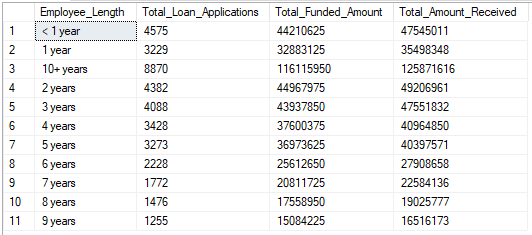 Employee_Length Total_Loan_Applications Total_Funded_Amount Total_Amount_Received
1 < 1 year 4575 44210625 47545011
2 1 year 3229 32883125 35498348
3 10+ years 8870 116115950 125871616
4 2 years 4382 44967975 49206961
5 3 years 4088 43937850 47551832
6 4 years 3428 37600375 40964850
7 5 years 3273 36973625 40397571
8 6 years 2228 25612650 27908658
9 7 years 1772 20811725 22584136
10 8 years 1476 17558950 19025777
11 9 years 1255 15084225 16516173